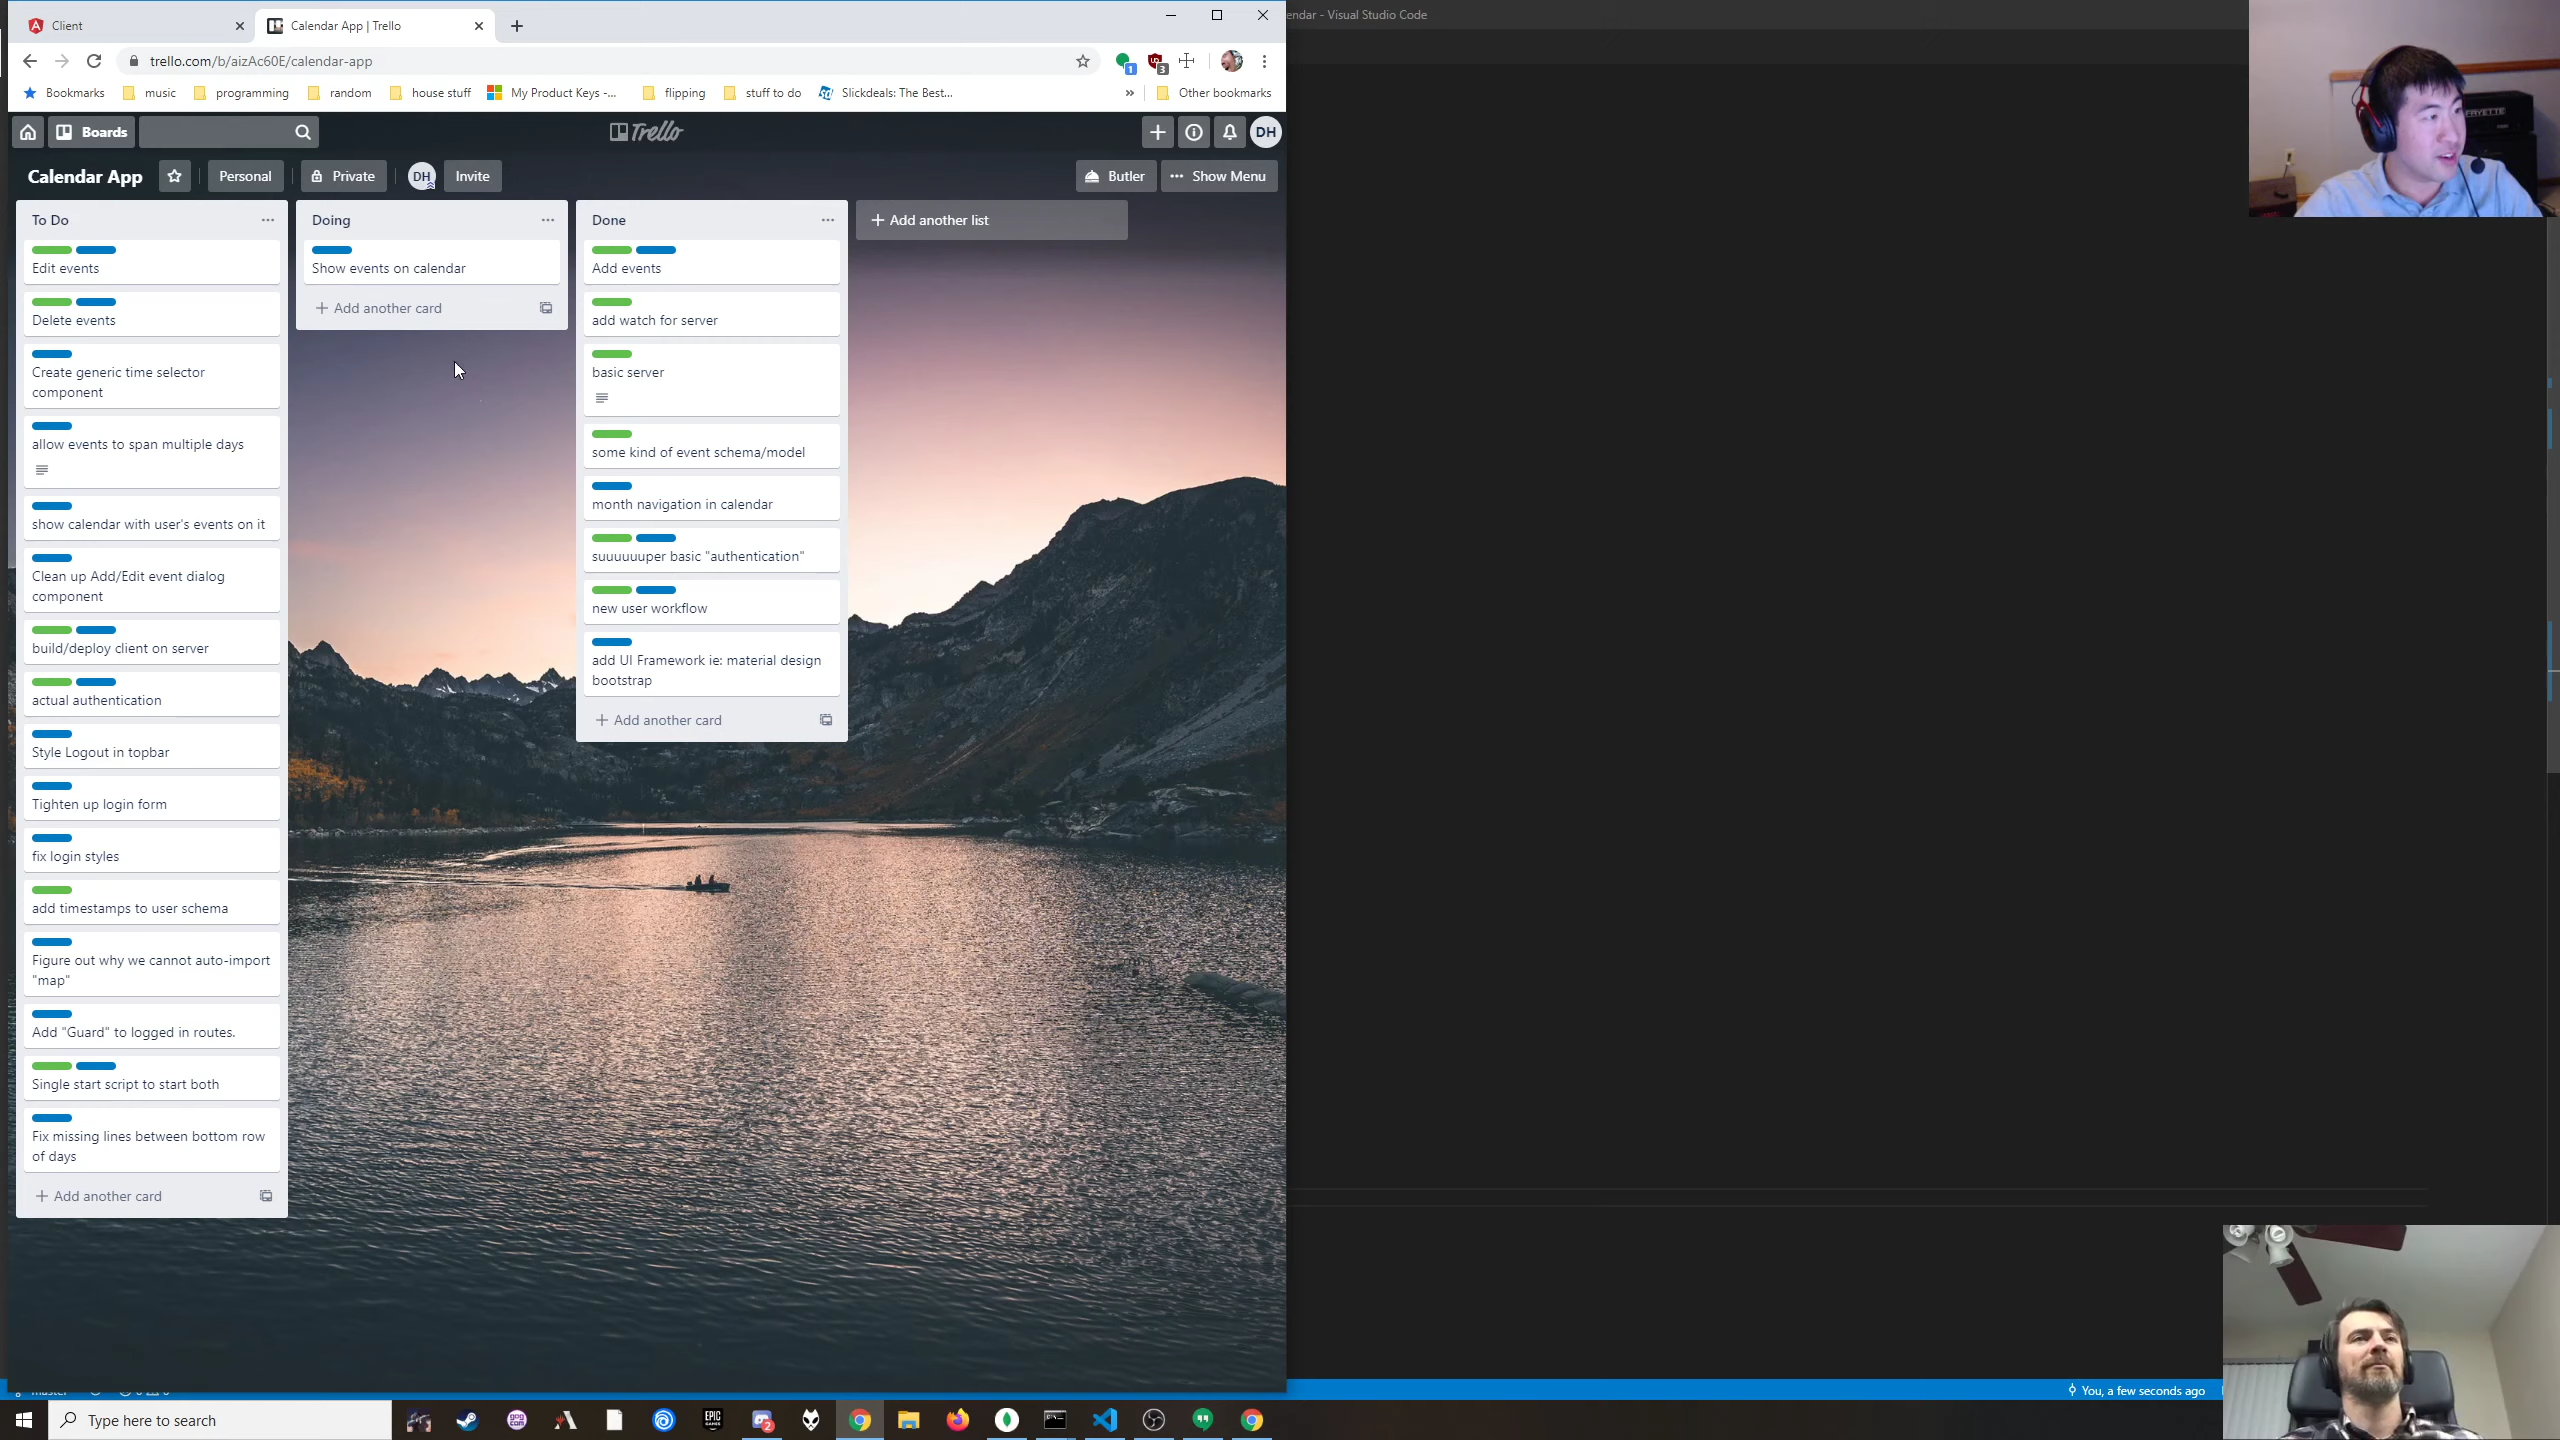 Client
Calendar App | Trello
endar - Visual Studio Code
trello.com/b/aizAc60E/calendar-app
1
3
Bookmarks
music
programming
random
house stuff
My Product Keys -...
flipping
stuff to do
Slickdeals: The Best...
»
Other bookmarks
Boards
Trello
DH
Calendar App
Personal
Private
DH
Invite
Butler
Show Menu
To Do
Edit events
Delete events
Create generic time selector
component
allow events to span multiple days
show calendar with user's events on it
Clean up Add/Edit event dialog
component
build/deploy client on server
actual authentication
Style Logout in topbar
Tighten up login form
fix login styles
add timestamps to user schema
Figure out why we cannot auto-import
"map"
Add "Guard" to logged in routes.
Single start script to start both
Fix missing lines between bottom row
of days
+ Add another card
Doing
Show events on calendar
+ Add another card
Done
Add events
add watch for server
basic server
some kind of event schema/model
month navigation in calendar
suuuuuuper basic "authentication"
new user workflow
add UI Framework ie: material design
bootstrap
+ Add another card
+ Add another list
You, a few seconds ago
Type here to search
gog
com
EPIC
GAMES
2